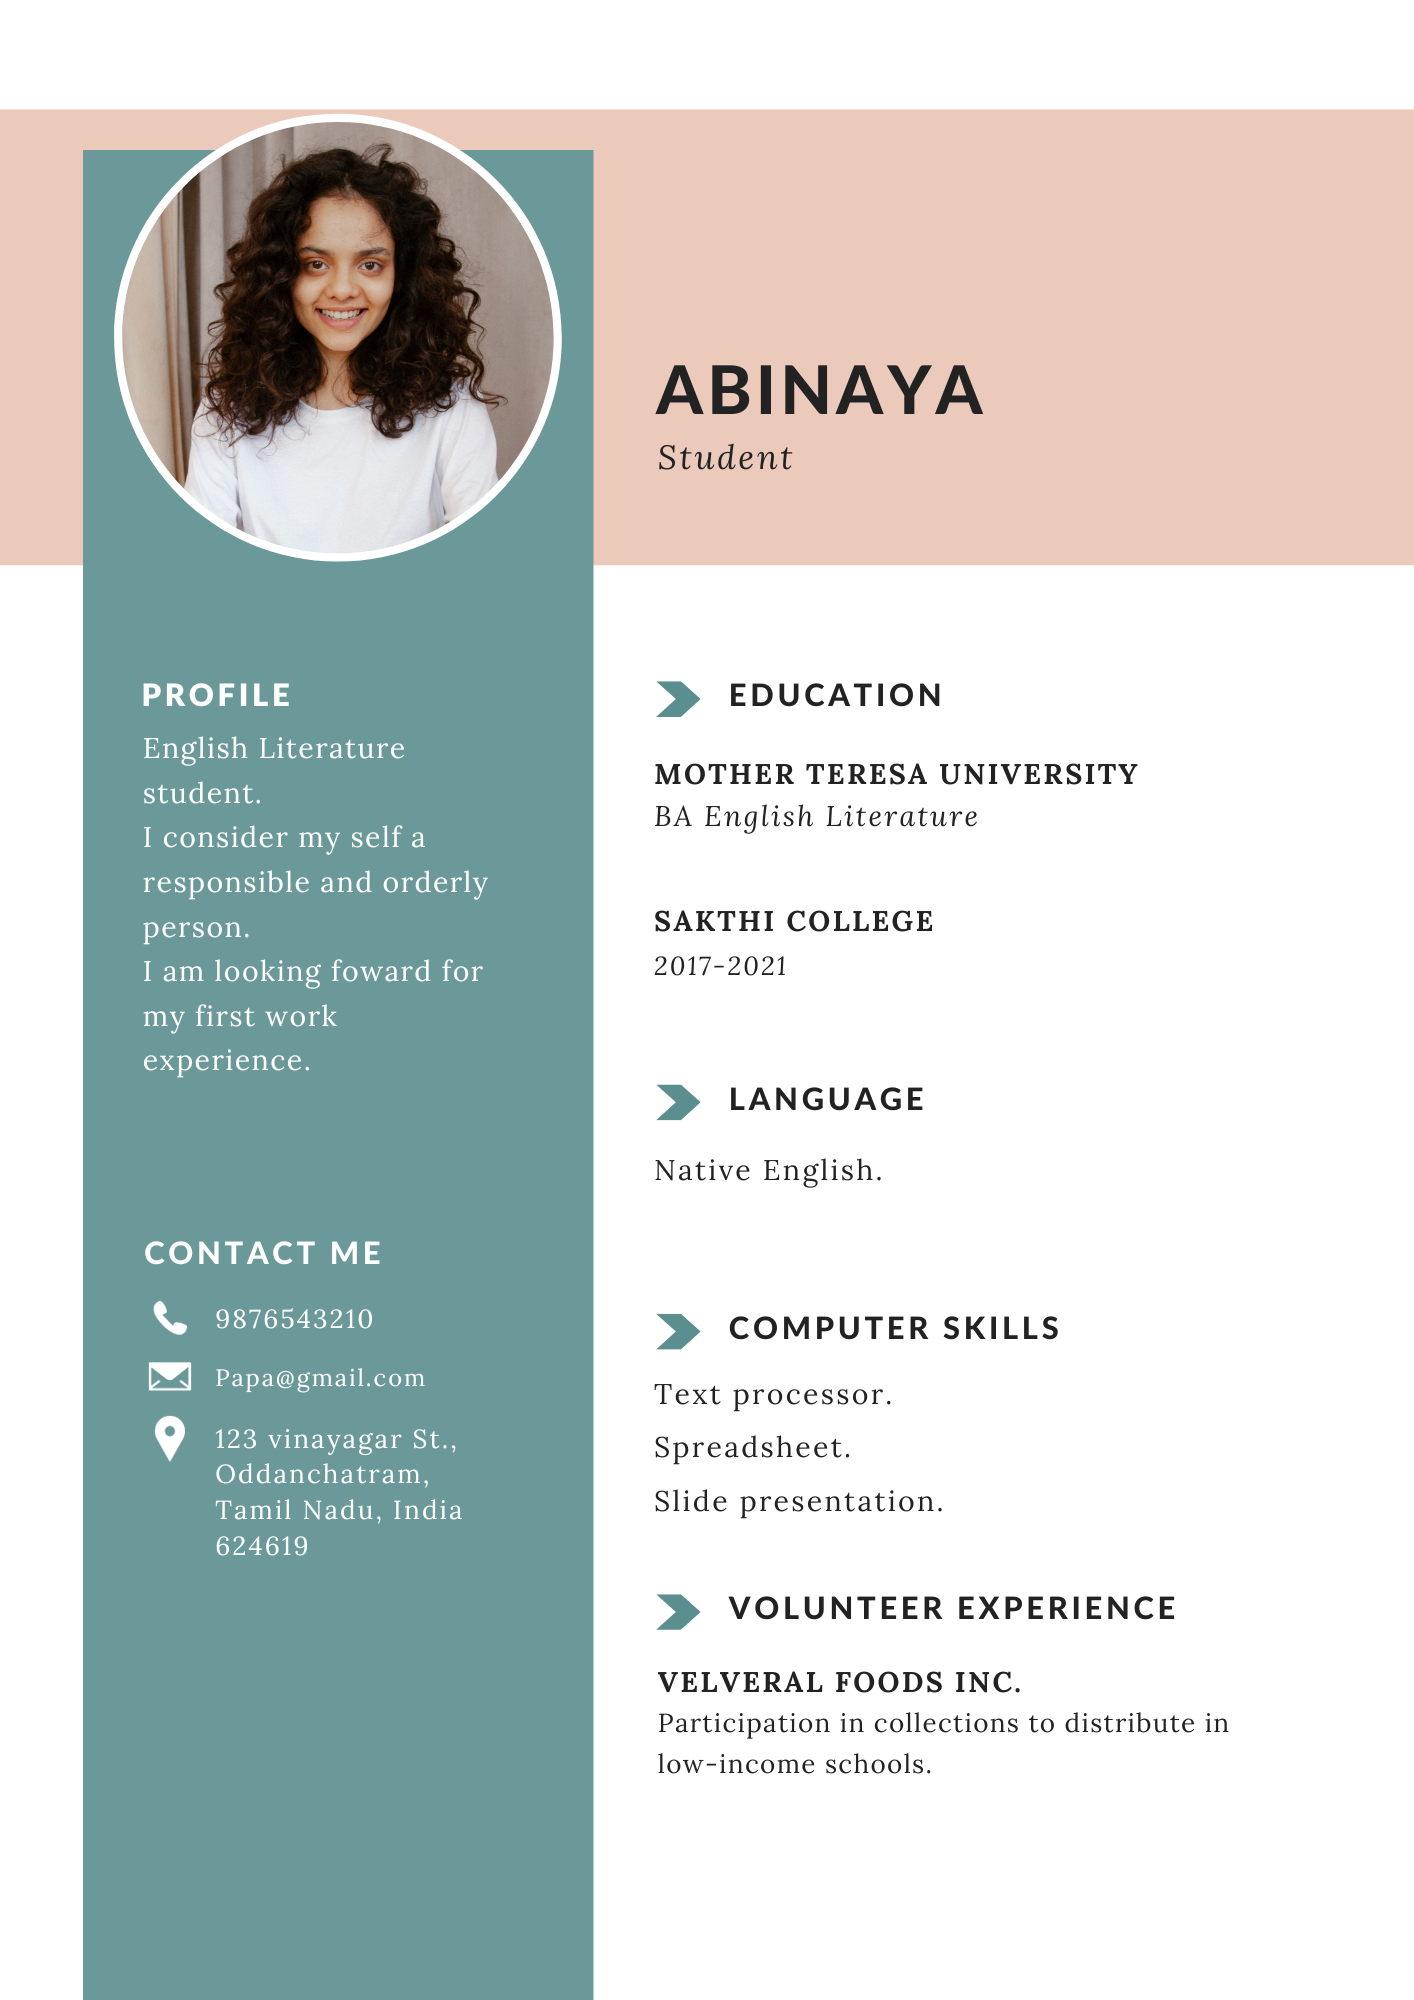 ABINAYA
Student
PROFILE
English Literature
student.
I consider my self a
responsible and orderly
person.
I am looking foward for
my first work
experience.
CONTACT ME
9876543210
Papa@gmail.com
123 vinayagar St.,
Oddanchatram,
Tamil Nadu, India
624619
EDUCATION
MOTHER TERESA UNIVERSITY
BA English Literature
SAKTHI COLLEGE
2017-2021
LANGUAGE
Native English.
COMPUTER SKILLS
Text processor.
Spreadsheet.
Slide presentation.
VOLUNTEER EXPERIENCE
VELVERAL FOODS INC.
Participation in collections to distribute in
low-income schools.